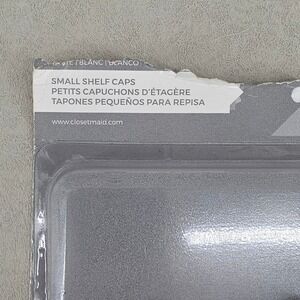 BLANC | BLANCO
SMALL SHELF CAPS
PETITS CAPUCHONS D'ÉTAGÈRE
TAPONES PEQUEÑOS PARA REPISA
www.closetmaid.com